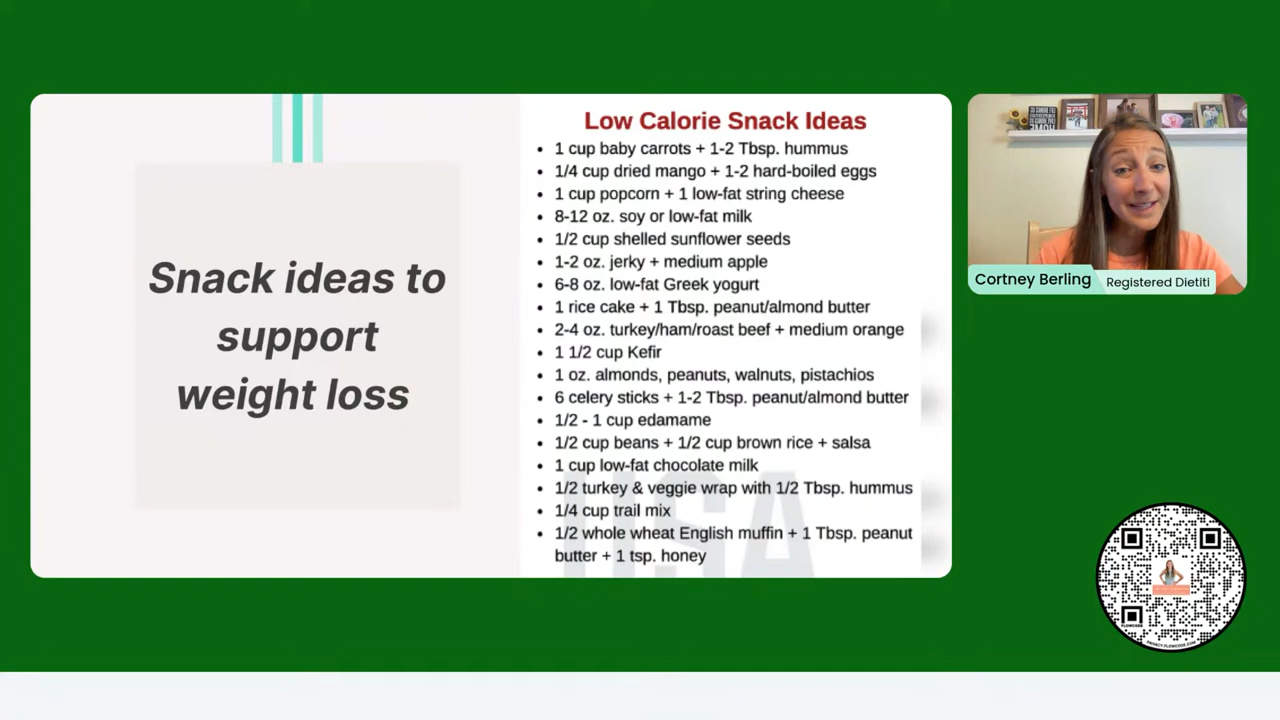 Snack ideas to
support
weight loss
Low Calorie Snack Ideas
• 1 cup baby carrots + 1-2 Tbsp. hummus
• 1/4 cup dried mango + 1-2 hard-boiled eggs
• 1 cup popcorn + 1 low-fat string cheese
• 8-12 oz. soy or low-fat milk
• 1/2 cup shelled sunflower seeds
• 1-2 oz. jerky + medium apple
• 6-8 oz. low-fat Greek yogurt
• 1 rice cake + 1 Tbsp. peanut/almond butter
• 2-4 oz. turkey/ham/roast beef + medium orange
• 1 1/2 cup Kefir
• 1 oz. almonds, peanuts, walnuts, pistachios
• 6 celery sticks + 1-2 Tbsp. peanut/almond butter
• 1/2 - 1 cup edamame
• 1/2 cup beans + 1/2 cup brown rice + salsa
• 1 cup low-fat chocolate milk
• 1/2 turkey & veggie wrap with 1/2 Tbsp. hummus
• 1/4 cup trail mix
• 1/2 whole wheat English muffin + 1 Tbsp. peanut
butter + 1 tsp. honey
USA
Cortney Berling
Registered Dietiti
FLOWCODE
PRIVACY.FLOWCODE.COM